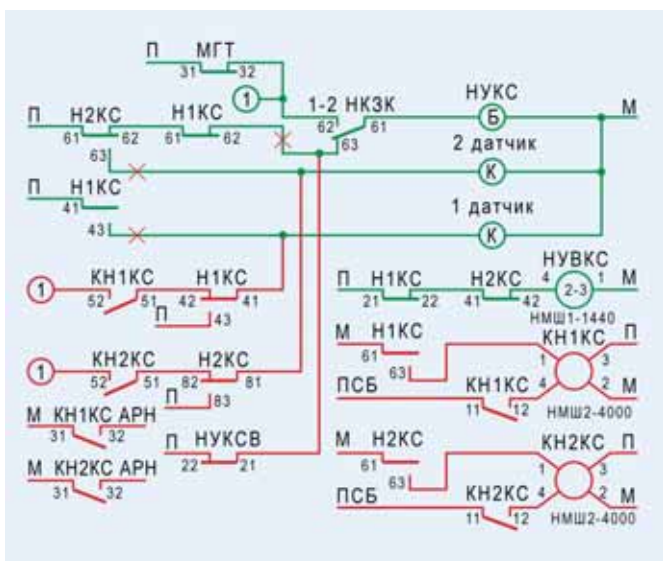 П МГТ
31 32
1
1-2 НКЗК
62 61
63
НУКС
Б
М
П Н2КС Н1КС
61 62 61 62
63
2 датчик
К
П Н1КС
41
43
1 датчик
К
1 КН1КС Н1КС
52 51 42 41
П 43
1 КН2КС Н2КС
52 51 82 81
П 83
М КН1КС АРН
31 32
П НУКСВ
22 21
М КН2КС АРН
31 32
П Н1КС Н2КС НУВКС М
21 22 41 42 4 2-3 1
НМШ1-1440
М Н1КС КН1КС П
61 63 1 3
ПСБ КН1КС 4 2 М
11 12 НМШ2-4000
М Н2КС КН2КС П
61 63 1 3
ПСБ КН2КС 4 2 М
11 12 НМШ2-4000